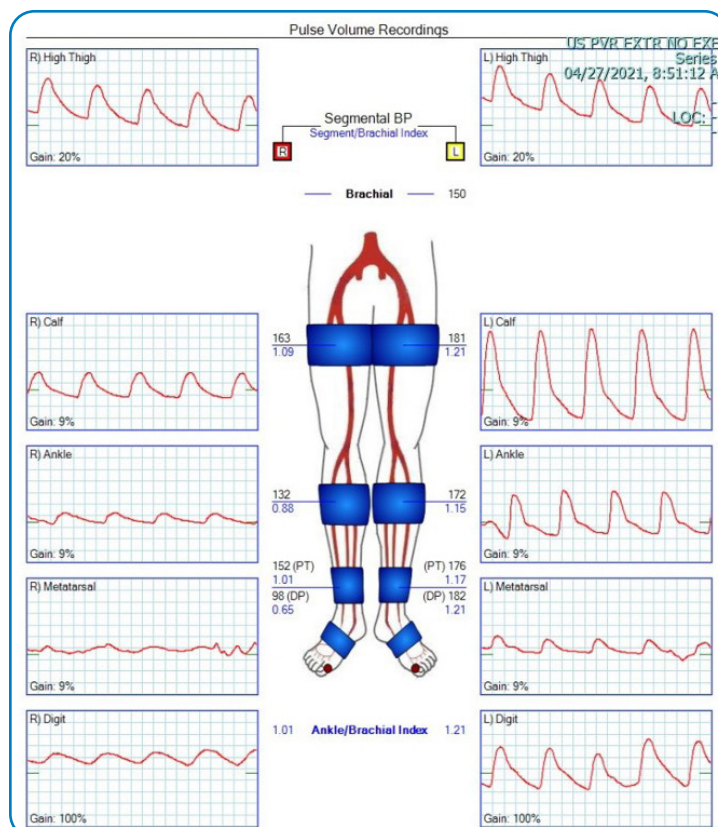 Pulse Volume Recordings
R) High Thigh
Gain: 20%
L) High Thigh
Gain: 20%
US PVR EXTR NO EXE
Series
04/27/2021, 8:51:12 A
LOC: -
Segmental BP
Segment/Brachial Index
R
L
Brachial 150
R) Calf
Gain: 9%
163
1.09
181
1.21
L) Calf
Gain: 9%
R) Ankle
Gain: 9%
132
0.88
172
1.15
L) Ankle
Gain: 9%
152 (PT)
1.01
98 (DP)
0.65
(PT) 176
1.17
(DP) 182
1.21
R) Metatarsal
Gain: 9%
L) Metatarsal
Gain: 9%
R) Digit
Gain: 100%
1.01 Ankle/Brachial Index 1.21
L) Digit
Gain: 100%